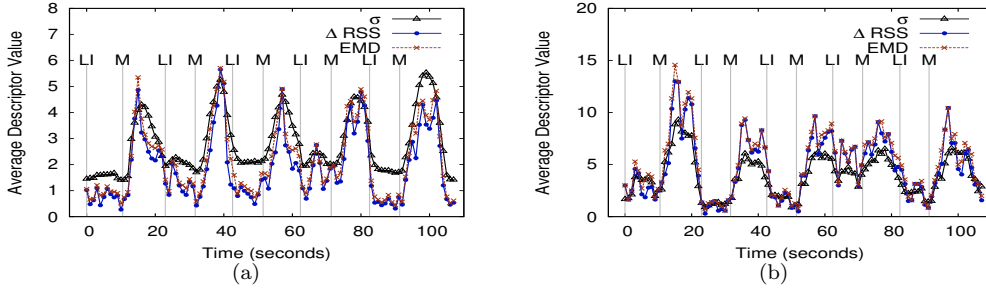 8
7
6
5
4
3
2
1
0
Average Descriptor Value
σ
Δ RSS
EMD
LI M LI M LI M LI M LI M
0 20 40 60 80 100
Time (seconds)
(a)
20
15
10
5
0
Average Descriptor Value
σ
Δ RSS
EMD
LI M LI M LI M LI M LI M
0 20 40 60 80 100
Time (seconds)
(b)